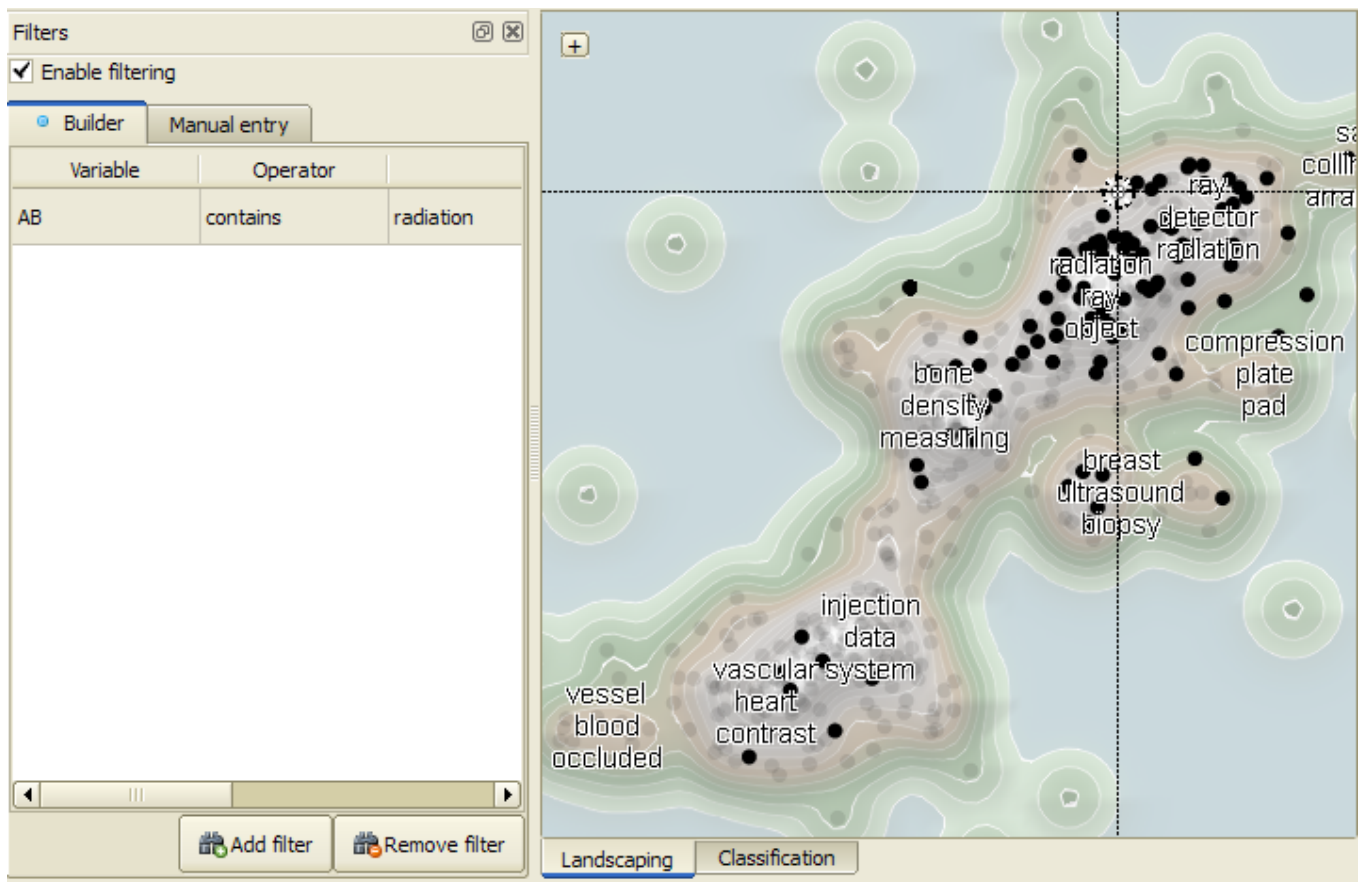 Filters
Enable filtering
Builder
Manual entry
Variable Operator
AB contains radiation
Add filter
Remove filter
+
ray
detector
radiation
radiation
ray
object
compression
plate
pad
bone
density
measuring
breast
ultrasound
biopsy
injection
data
system
vascular
heart
contrast
vessel
blood
occluded
Landscaping
Classification